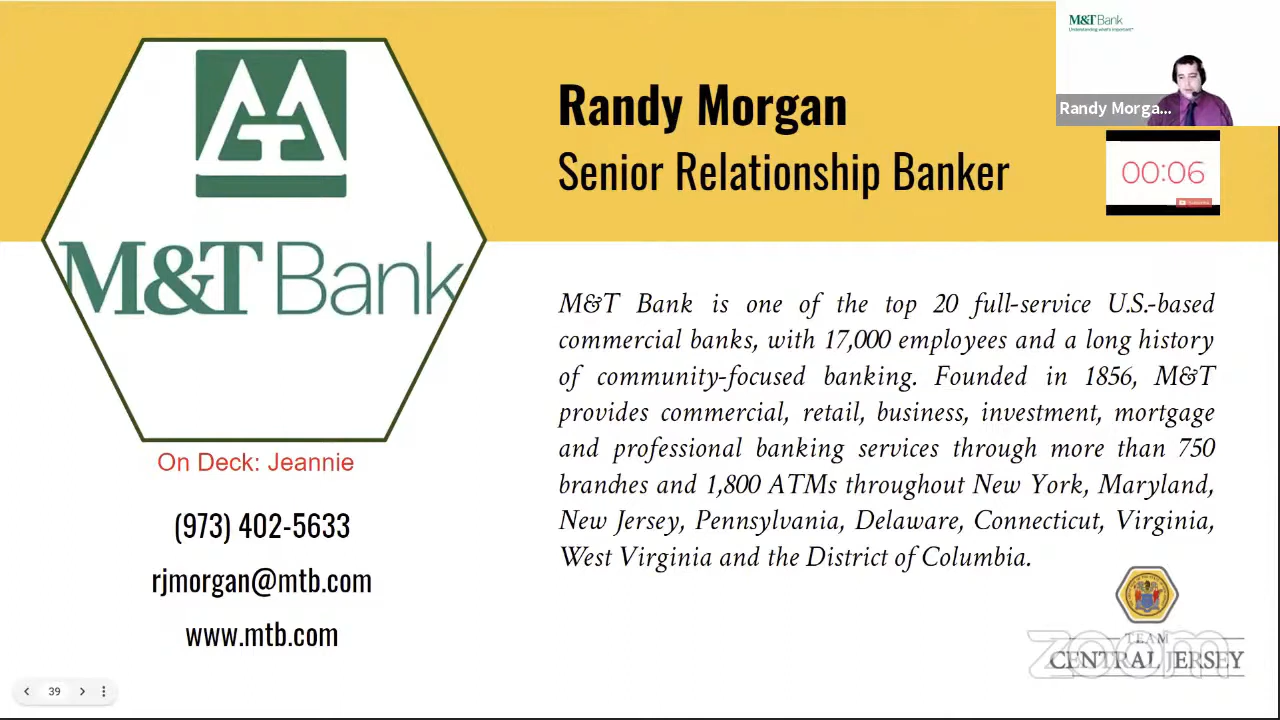 M&T Bank
Understanding what's important®
Randy Morga...
00:06
Randy Morgan
Senior Relationship Banker
M&T Bank
M&T Bank is one of the top 20 full-service U.S.-based
commercial banks, with 17,000 employees and a long history
of community-focused banking. Founded in 1856, M&T
provides commercial, retail, business, investment, mortgage
and professional banking services through more than 750
branches and 1,800 ATMs throughout New York, Maryland,
New Jersey, Pennsylvania, Delaware, Connecticut, Virginia,
West Virginia and the District of Columbia.
On Deck: Jeannie
(973) 402-5633
rjmorgan@mtb.com
www.mtb.com
zoom
TEAM
CENTRAL JERSEY
39